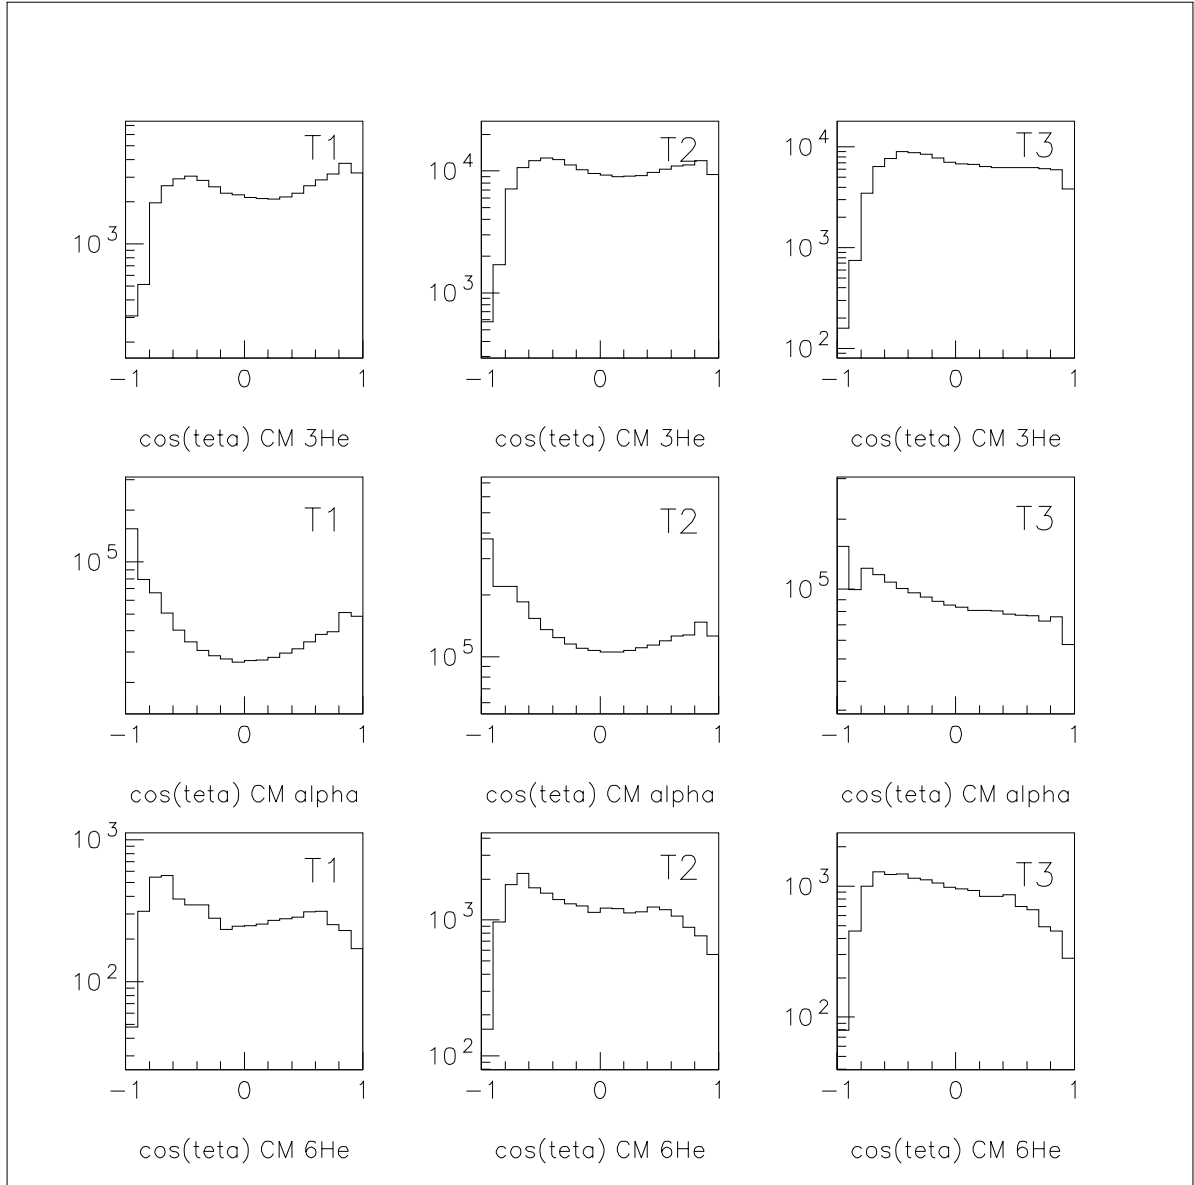 T1 T2 T3
10^3
10^4
10^3
10^4
10^3
10^2
−1 0 1 −1 0 1 −1 0 1
cos(teta) CM 3He cos(teta) CM 3He cos(teta) CM 3He
T1 T2 T3
10^5
10^5
10^5
−1 0 1 −1 0 1 −1 0 1
cos(teta) CM alpha cos(teta) CM alpha cos(teta) CM alpha
T1 T2 T3
10^3
10^2
10^3
10^2
10^3
10^2
−1 0 1 −1 0 1 −1 0 1
cos(teta) CM 6He cos(teta) CM 6He cos(teta) CM 6He